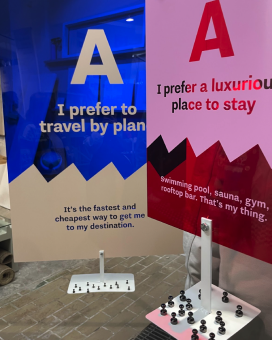 A
I prefer to
travel by plan
It's the fastest and
cheapest way to get me
to my destination.
A
I prefer a luxuriou
place to stay
Swimming pool, sauna, gym,
rooftop bar. That's my thing.